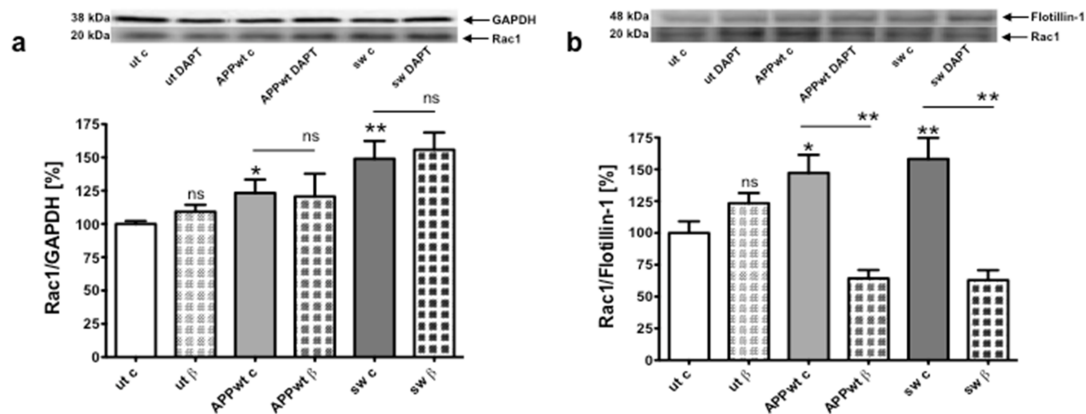 a
38 kDa
20 kDa
GAPDH
Rac1
ut c
ut DAPT
APPwt c
APPwt DAPT
sw c
sw DAPT
Rac1/GAPDH [%]
175
150
125
100
75
50
25
0
ns
*
ns
**
ns
ut c
ut β
APPwt c
APPwt β
sw c
sw β
b
48 kDa
20 kDa
Flotillin-1
Rac1
ut c
ut DAPT
APPwt c
APPwt DAPT
sw c
sw DAPT
Rac1/Flotillin-1 [%]
175
150
125
100
75
50
25
0
ns
*
**
**
**
ut c
ut β
APPwt c
APPwt β
sw c
sw β